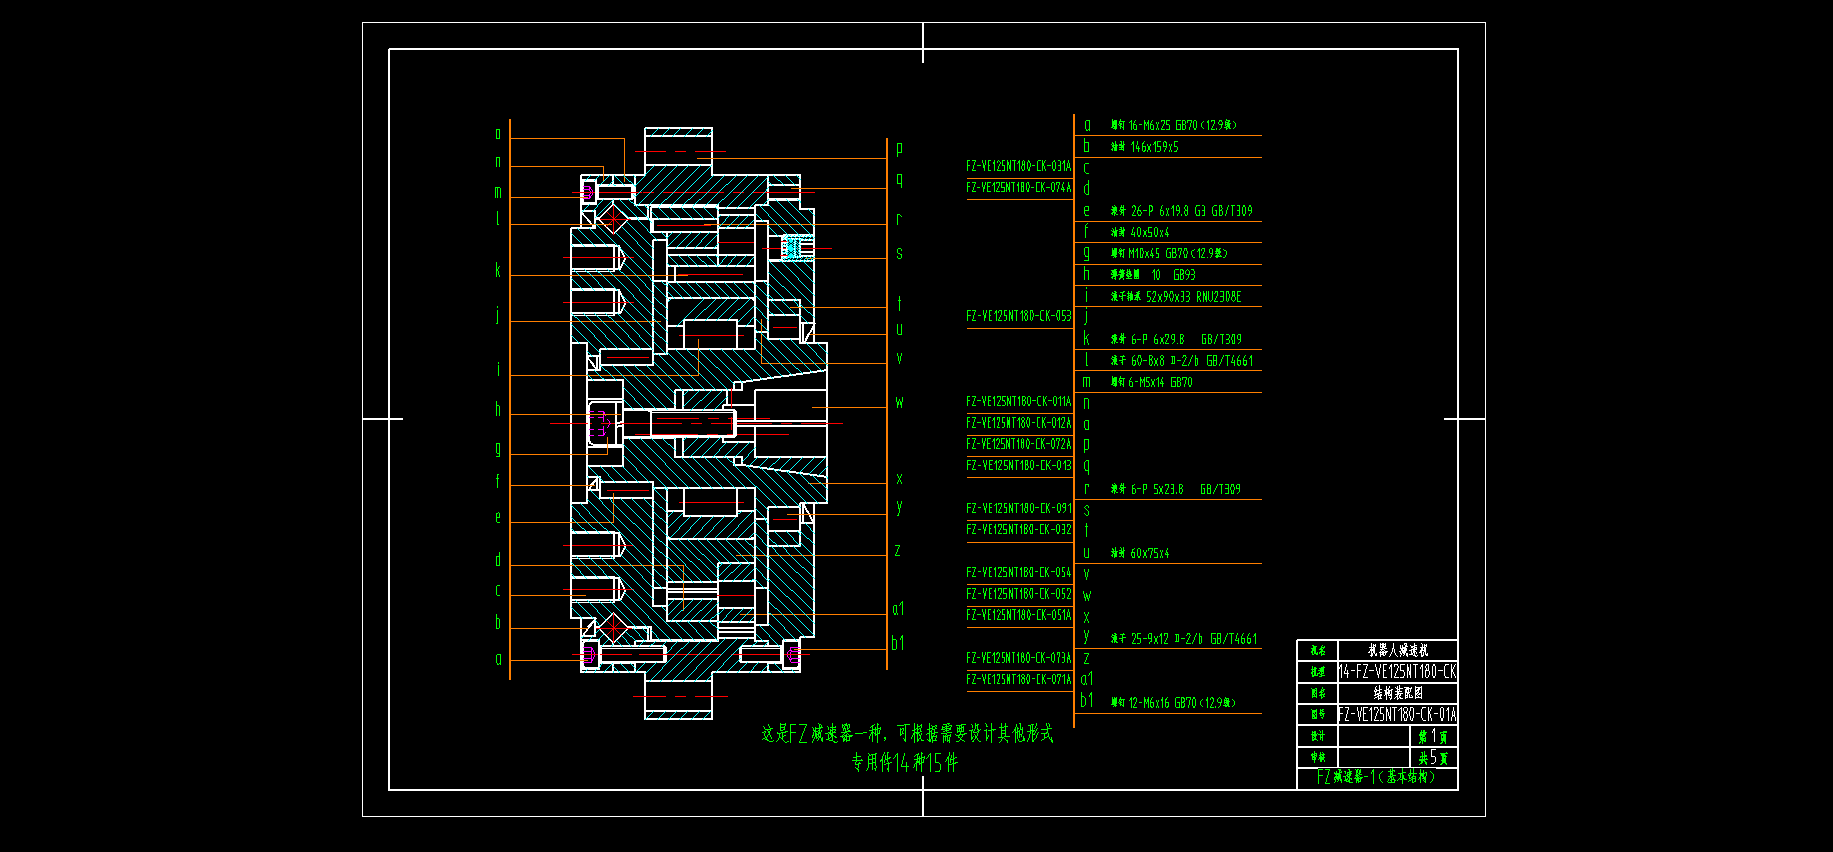 o
n
m
l
k
j
i
h
g
f
e
d
c
b
a
p
q
r
s
t
u
v
w
x
y
z
a1
b1
a 螺钉 16-M6x25 GB70(12.9级)
b 油封 146x159x5
FZ-VE125NT180-CK-031A c
FZ-VE125NT180-CK-074A d
e 滚针 26-P 6x19.8 G3 GB/T309
f 油封 40x50x4
g 螺钉 M10x45 GB70(12.9级)
h 弹簧垫圈 10 GB93
i 滚子轴承 52x90x33 RNU2308E
FZ-VE125NT180-CK-053 j
k 滚针 6-P 6x29.8 GB/T309
l 滚子 60-8x8 Ⅱ-2/b GB/T4661
m 螺钉 6-M5x14 GB70
FZ-VE125NT180-CK-011A n
FZ-VE125NT180-CK-012A o
FZ-VE125NT180-CK-072A p
FZ-VE125NT180-CK-013 q
r 滚针 6-P 5x23.8 GB/T309
FZ-VE125NT180-CK-091 s
FZ-VE125NT180-CK-032 t
u 油封 60x75x4
FZ-VE125NT180-CK-054 v
FZ-VE125NT180-CK-052 w
FZ-VE125NT180-CK-051A x
y 滚子 25-9x12 Ⅱ-2/b GB/T4661
FZ-VE125NT180-CK-073A z
FZ-VE125NT180-CK-071A a1
b1 螺钉 12-M6x16 GB70(12.9级)
这是FZ减速器一种，可根据需要设计其他形式
专用件14种15件
机名 机器人减速机
机型 14-FZ-VE125NT180-CK
图名 结构装配图
图号 FZ-VE125NT180-CK-01A
设计 第1页
审核 共5页
FZ减速器-1(基本结构)